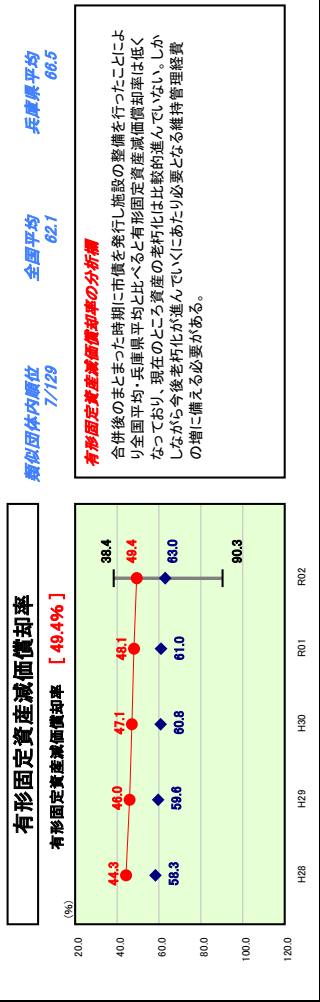 有形固定資産減価償却率
有形固定資産減価償却率 [ 49.4% ]
(%)
20.0
40.0
60.0
80.0
100.0
120.0
44.3
46.0
47.1
48.1
49.4
58.3
59.6
60.8
61.0
63.0
38.4
90.3
H28
H29
H30
R01
R02
類似団体内順位
7/129
全国平均
62.1
兵庫県平均
66.5
有形固定資産減価償却率の分析欄
合併後のまとまった時期に市債を発行し施設の整備を行ったことによ
り全国平均・兵庫県平均と比べると有形固定資産減価償却率は低く
なっており、現在のところ資産の老朽化は比較的進んでいない。しか
しながら今後老朽化が進んでいくにあたり必要となる維持管理経費
の増に備える必要がある。